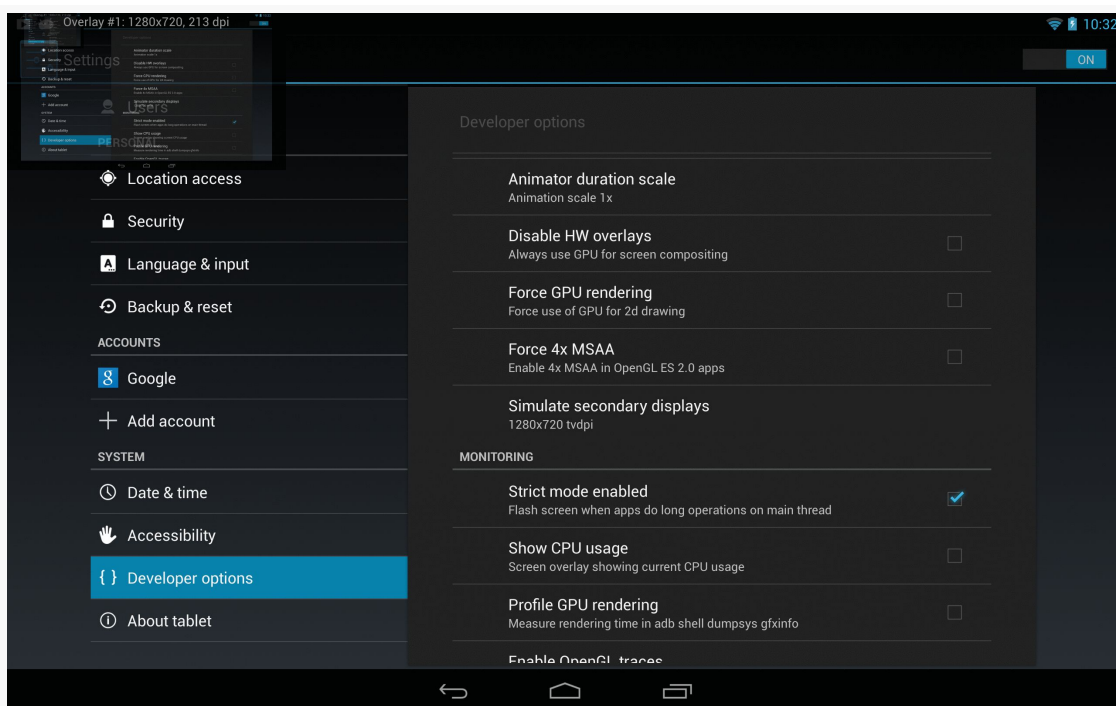 Overlay #1: 1280x720, 213 dpi
10:32
Settings
ON
Users
PERSONAL
Location access
Security
Language & input
Backup & reset
ACCOUNTS
Google
Add account
SYSTEM
Date & time
Accessibility
{ } Developer options
About tablet
Developer options
Animator duration scale
Animation scale 1x
Disable HW overlays
Always use GPU for screen compositing
Force GPU rendering
Force use of GPU for 2d drawing
Force 4x MSAA
Enable 4x MSAA in OpenGL ES 2.0 apps
Simulate secondary displays
1280x720 tvdpi
MONITORING
Strict mode enabled
Flash screen when apps do long operations on main thread
Show CPU usage
Screen overlay showing current CPU usage
Profile GPU rendering
Measure rendering time in adb shell dumpsys gfxinfo
Enable OpenGL traces